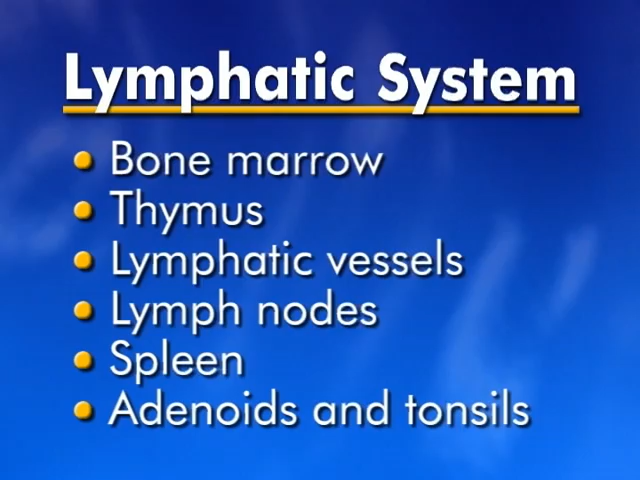 Lymphatic System
Bone marrow
Thymus
Lymphatic vessels
Lymph nodes
Spleen
Adenoids and tonsils